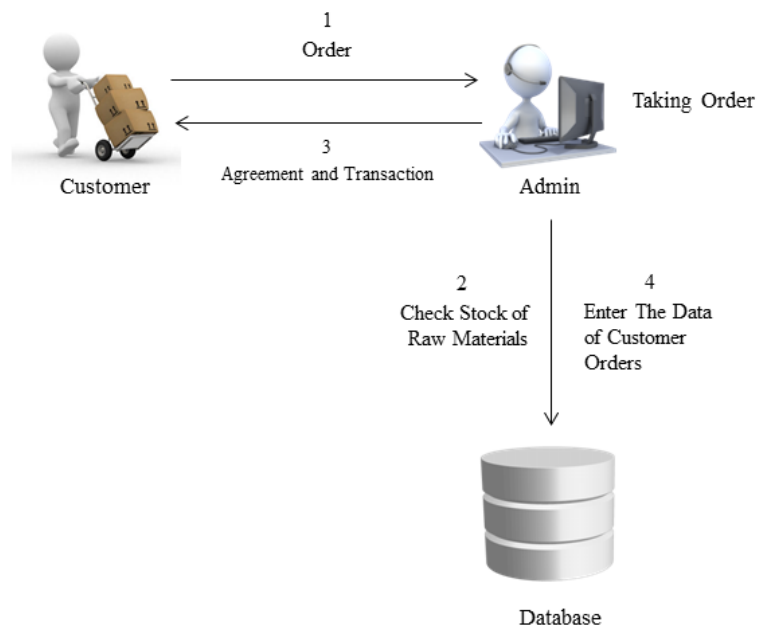 1
Order
Taking Order
3
Agreement and Transaction
Customer
Admin
2
Check Stock of
Raw Materials
4
Enter The Data
of Customer
Orders
Database